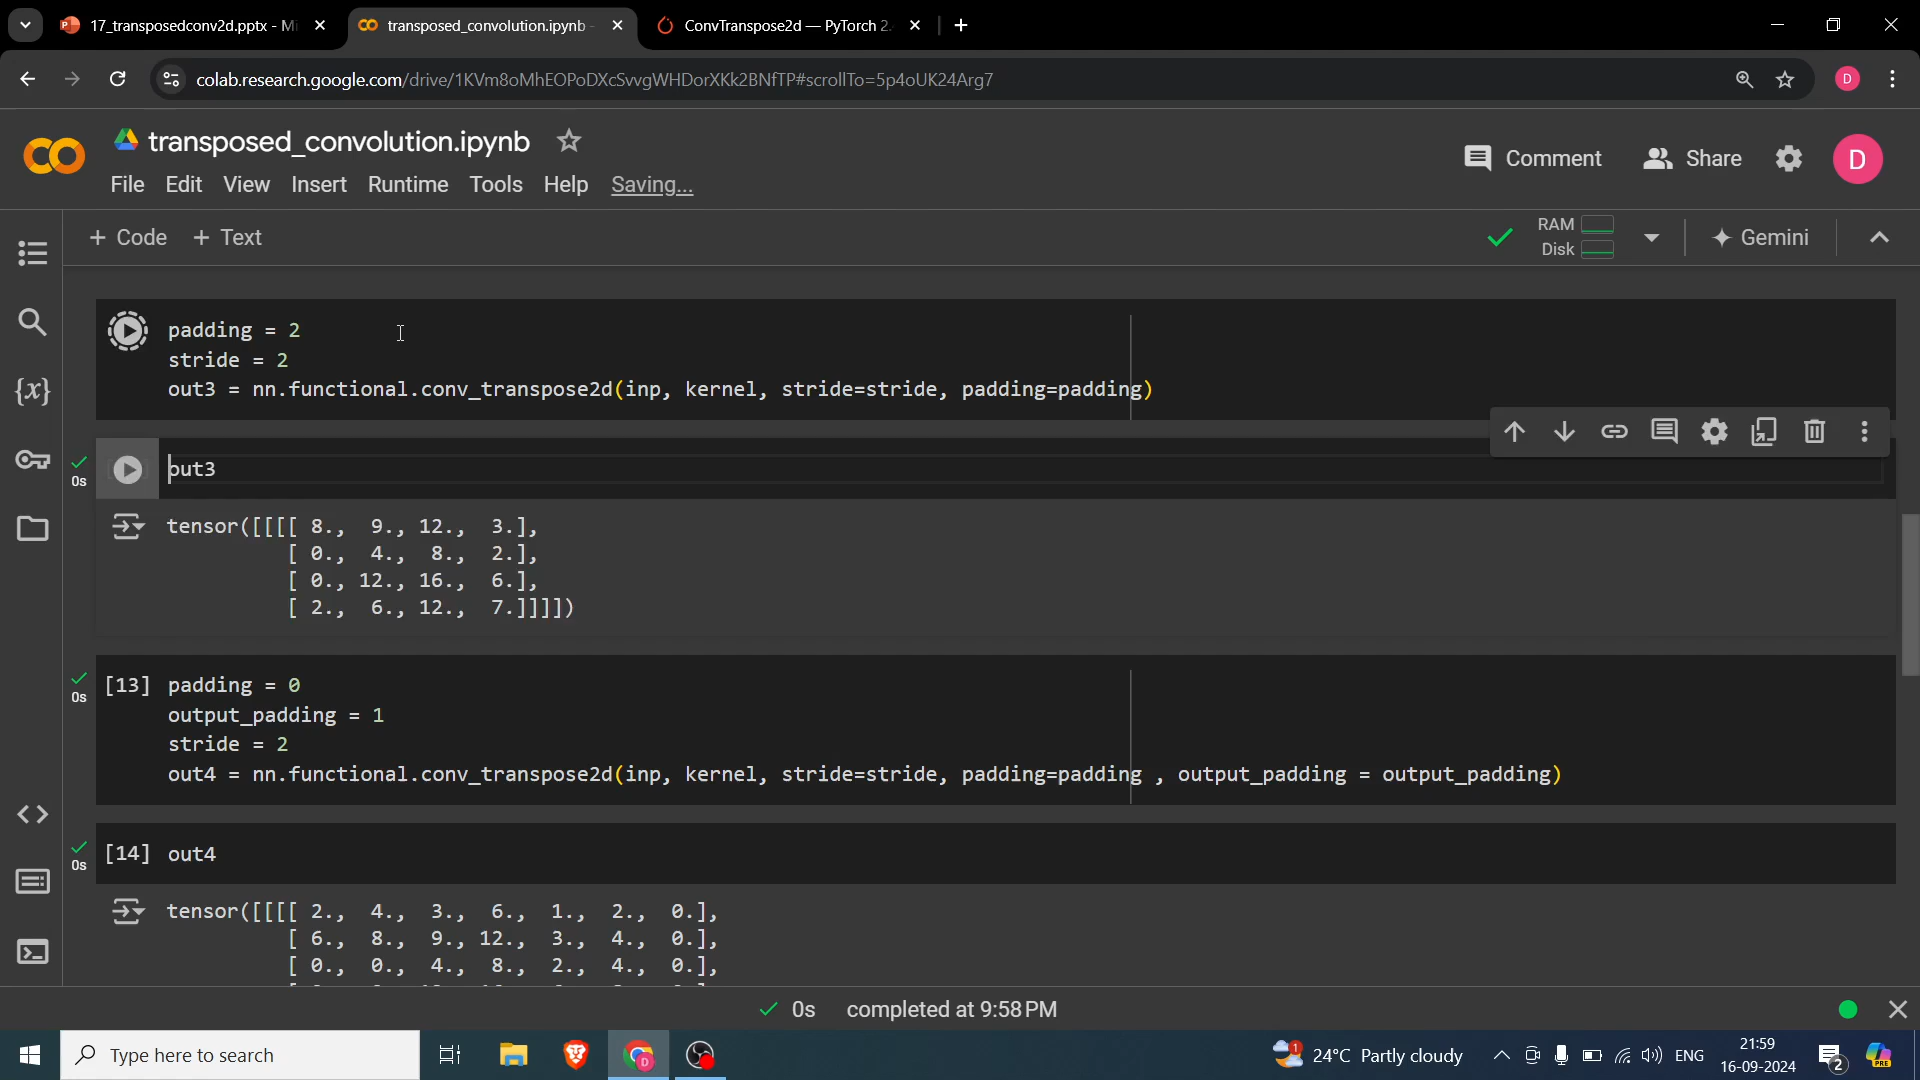 17_transposedconv2d.pptx - Mi
transposed_convolution.ipynb -
ConvTranspose2d — PyTorch 2.
colab.research.google.com/drive/1KVm8oMhEOPoDXcSvvgWHDorXKk2BNfTP#scrollTo=5p4oUK24Arg7
D
transposed_convolution.ipynb
Comment
Share
D
File Edit View Insert Runtime Tools Help Saving...
+ Code + Text
RAM
Disk
Gemini
padding = 2
stride = 2
out3 = nn.functional.conv_transpose2d(inp, kernel, stride=stride, padding=padding)
0s
out3
tensor([[[[ 8., 9., 12., 3.],
[ 0., 4., 8., 2.],
[ 0., 12., 16., 6.],
[ 2., 6., 12., 7.]]]])
0s
[13] padding = 0
output_padding = 1
stride = 2
out4 = nn.functional.conv_transpose2d(inp, kernel, stride=stride, padding=padding , output_padding = output_padding)
0s
[14] out4
tensor([[[[ 2., 4., 3., 6., 1., 2., 0.],
[ 6., 8., 9., 12., 3., 4., 0.],
[ 0., 0., 4., 8., 2., 4., 0.],
0s completed at 9:58 PM
Type here to search
1
24°C Partly cloudy
ENG
21:59
16-09-2024
2
PRE